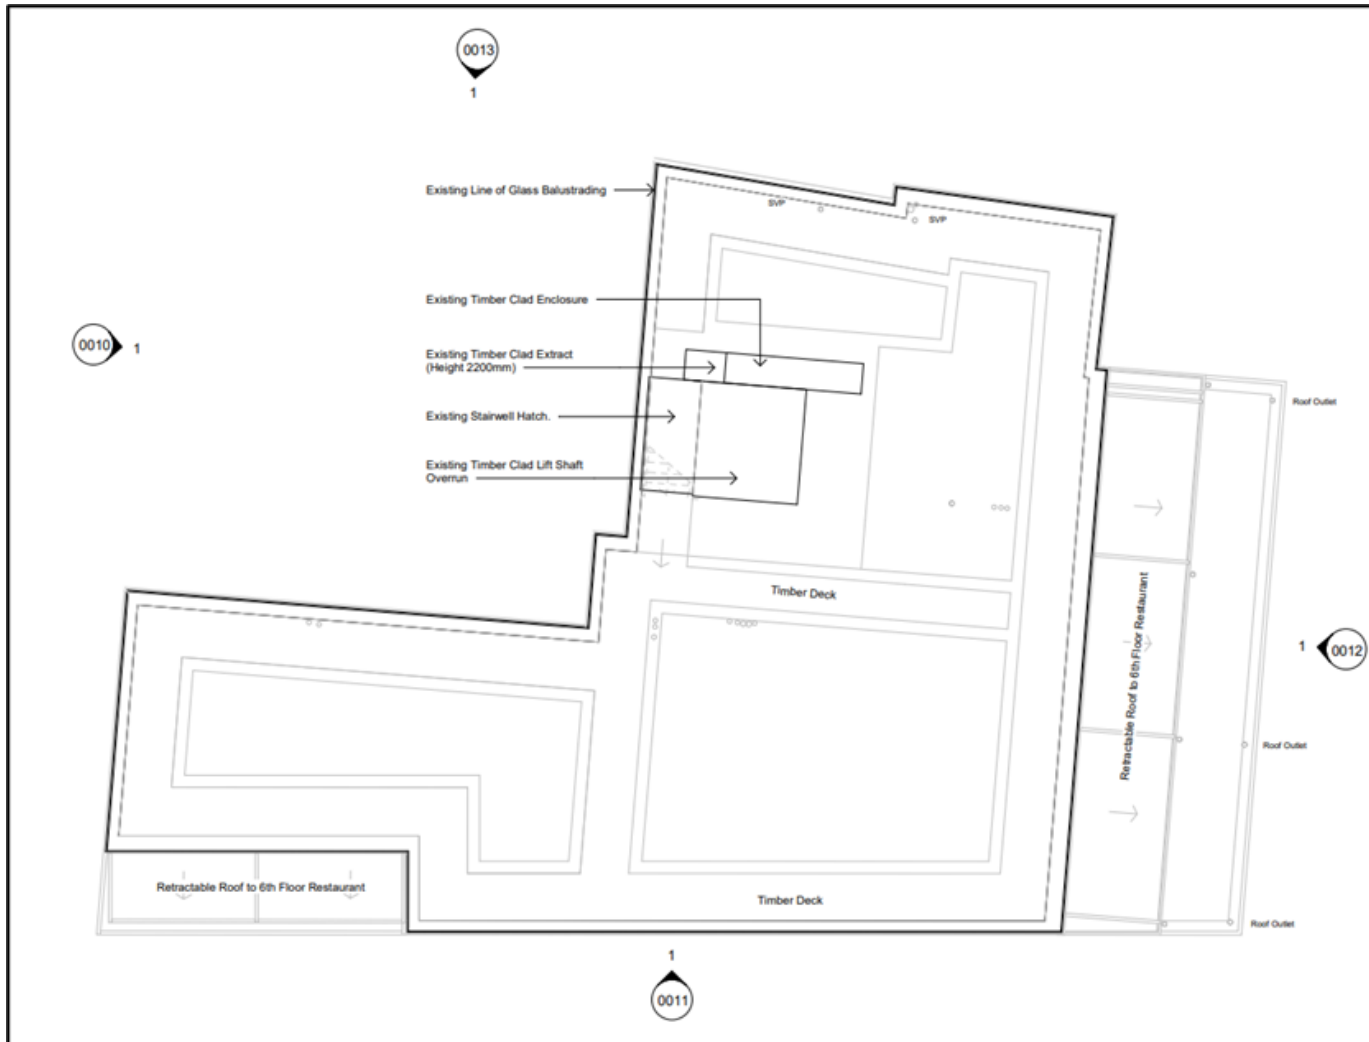 0013
1
Existing Line of Glass Balustrading
SVP
SVP
Existing Timber Clad Enclosure
0010
1
Existing Timber Clad Extract
(Height 2200mm)
Existing Stairwell Hatch.
Existing Timber Clad Lift Shaft
Overrun
Roof Outlet
Timber Deck
Retractable Roof to 6th Floor Restaurant
1
0012
Roof Outlet
Retractable Roof to 6th Floor Restaurant
Timber Deck
Roof Outlet
1
0011